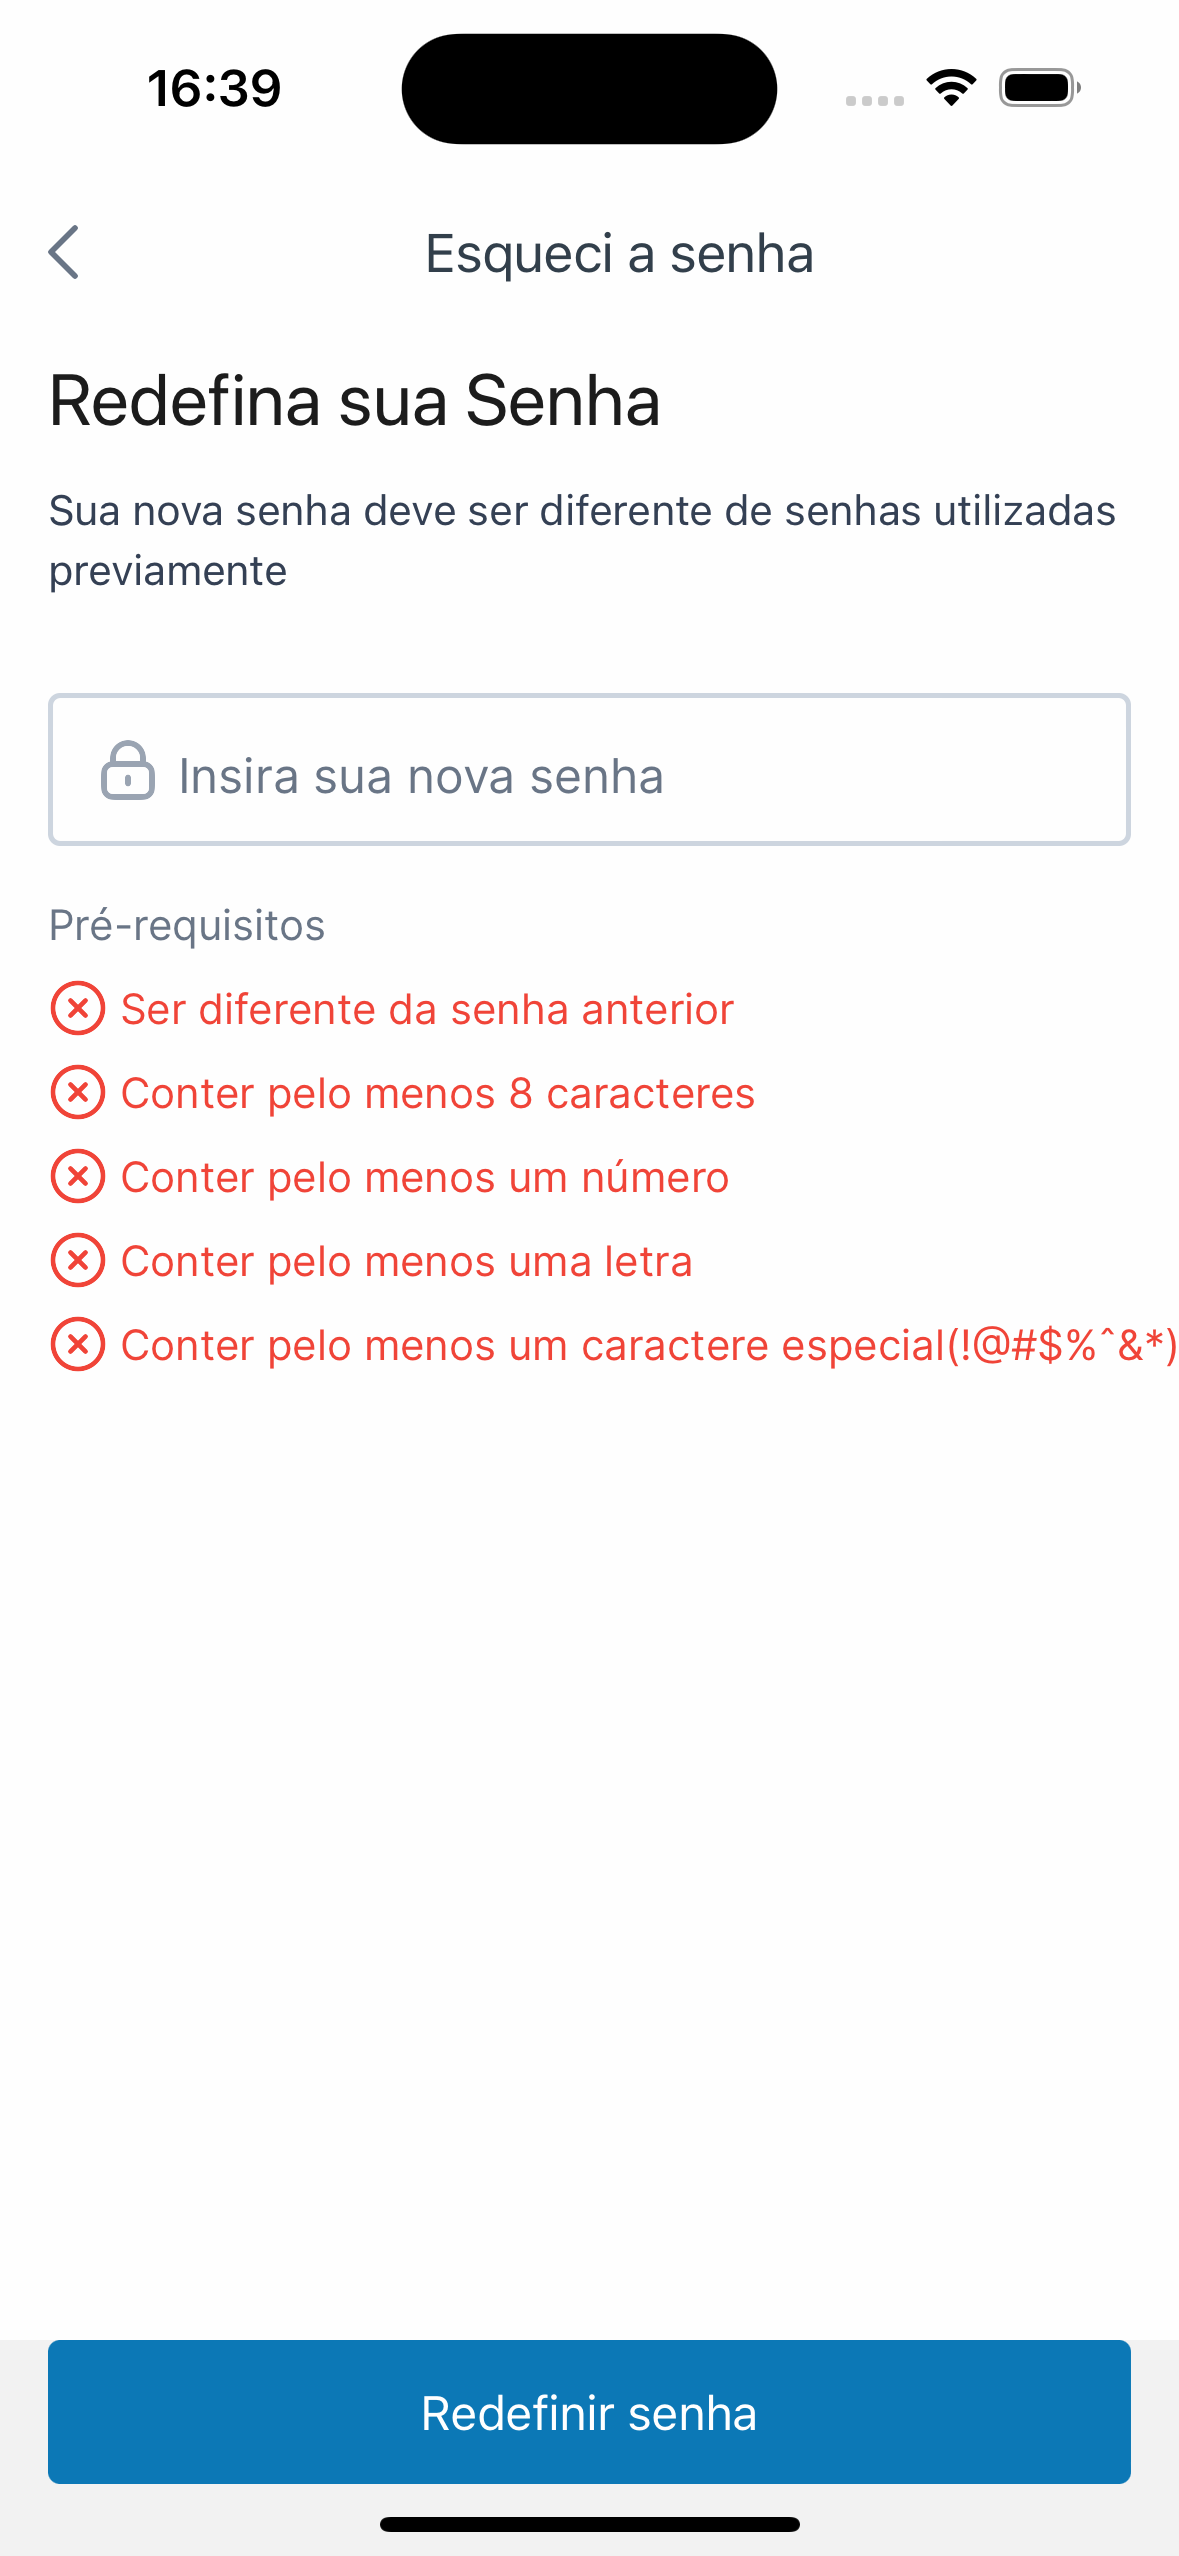 16:39
Esqueci a senha
Redefina sua Senha
Sua nova senha deve ser diferente de senhas utilizadas
previamente
Insira sua nova senha
Pré-requisitos
Ser diferente da senha anterior
Conter pelo menos 8 caracteres
Conter pelo menos um número
Conter pelo menos uma letra
Conter pelo menos um caractere especial(!@#$%^&*)
Redefinir senha